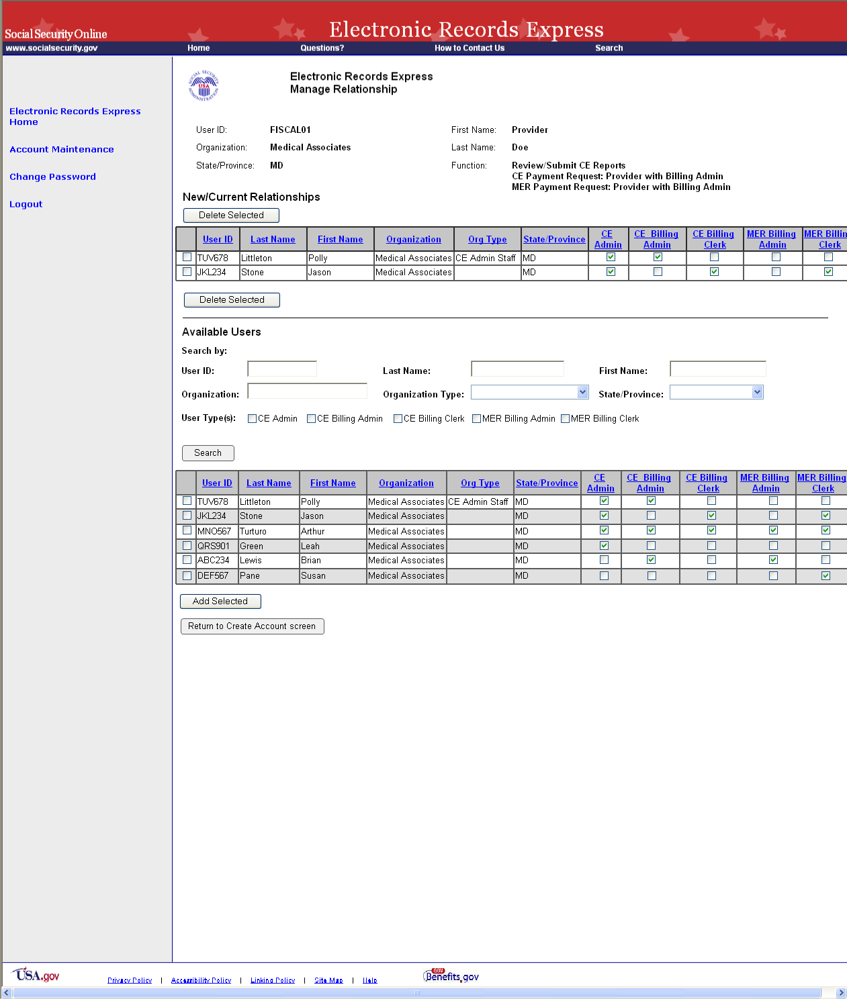 Social Security Online
Electronic Records Express
www.socialsecurity.gov Home Questions? How to Contact Us Search
Electronic Records Express
Home
Account Maintenance
Change Password
Logout
SOCIAL SECURITY
USA
ADMINISTRATION
Electronic Records Express
Manage Relationship
User ID: FISCAL01 First Name: Provider
Organization: Medical Associates Last Name: Doe
State/Province: MD Function: Review/Submit CE Reports
CE Payment Request: Provider with Billing Admin
MER Payment Request: Provider with Billing Admin
New/Current Relationships
Delete Selected
User ID Last Name First Name Organization Org Type State/Province CE Admin CE Billing Admin CE Billing Clerk MER Billing Admin MER Billin Clerk
TUV678 Littleton Polly Medical Associates CE Admin Staff MD
JKL234 Stone Jason Medical Associates MD
Delete Selected
Available Users
Search by:
User ID: Last Name: First Name:
Organization: Organization Type: State/Province:
User Type(s): CE Admin CE Billing Admin CE Billing Clerk MER Billing Admin MER Billing Clerk
Search
User ID Last Name First Name Organization Org Type State/Province CE Admin CE Billing Admin CE Billing Clerk MER Billing Admin MER Billing Clerk
TUV678 Littleton Polly Medical Associates CE Admin Staff MD
JKL234 Stone Jason Medical Associates MD
MNO567 Turturo Arthur Medical Associates MD
QRS901 Green Leah Medical Associates MD
ABC234 Lewis Brian Medical Associates MD
DEF567 Pane Susan Medical Associates MD
Add Selected
Return to Create Account screen
USA.gov Privacy Policy | Accessibility Policy | Linking Policy | Site Map | Help GOV Benefits.gov